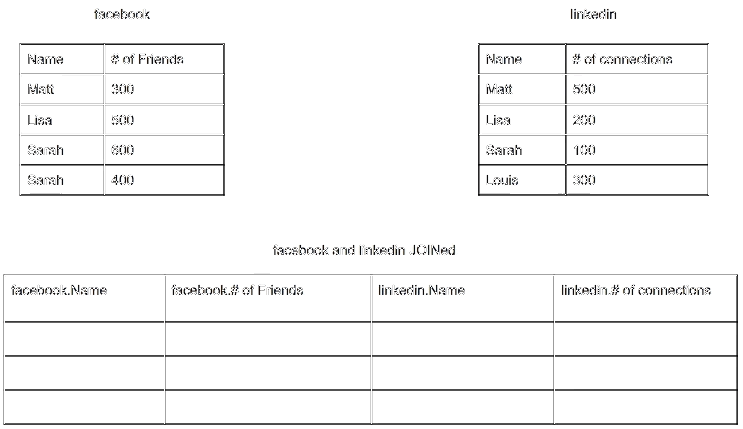 facebook
linkedin
Name # of Friends
Matt 300
Lisa 500
Sarah 600
Sarah 400
Name # of connections
Matt 500
Lisa 200
Sarah 100
Louis 300
facebook and linkedin JOINed
facebook.Name facebook.# of Friends linkedin.Name linkedin.# of connections